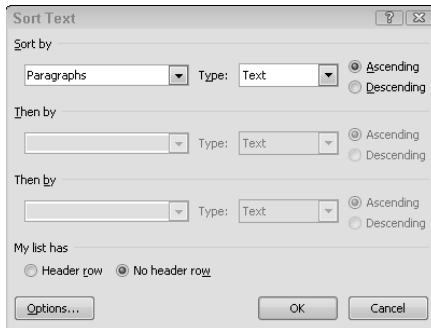 Sort Text
Sort by
Paragraphs Type: Text Ascending
Descending
Then by
Type: Text Ascending
Descending
Then by
Type: Text Ascending
Descending
My list has
Header row No header row
Options... OK Cancel